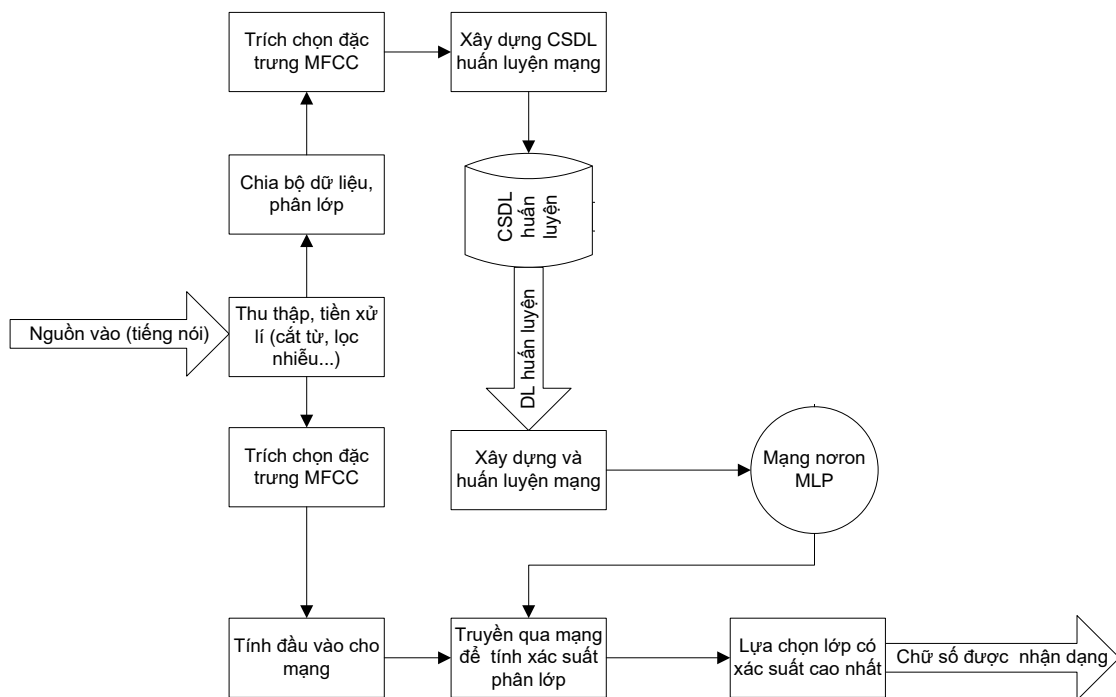 Trích chọn đặc
trưng MFCC
Xây dựng CSDL
huấn luyện mạng
Chia bộ dữ liệu,
phân lớp
CSDL
huấn
luyện
Nguồn vào (tiếng nói)
Thu thập, tiền xử
lí (cắt từ, lọc
nhiễu...)
DL huấn luyện
Trích chọn đặc
trưng MFCC
Xây dựng và
huấn luyện mạng
Mạng nơron
MLP
Tính đầu vào cho
mạng
Truyền qua mạng
để tính xác suất
phân lớp
Lựa chọn lớp có
xác suất cao nhất
Chữ số được nhận dạng